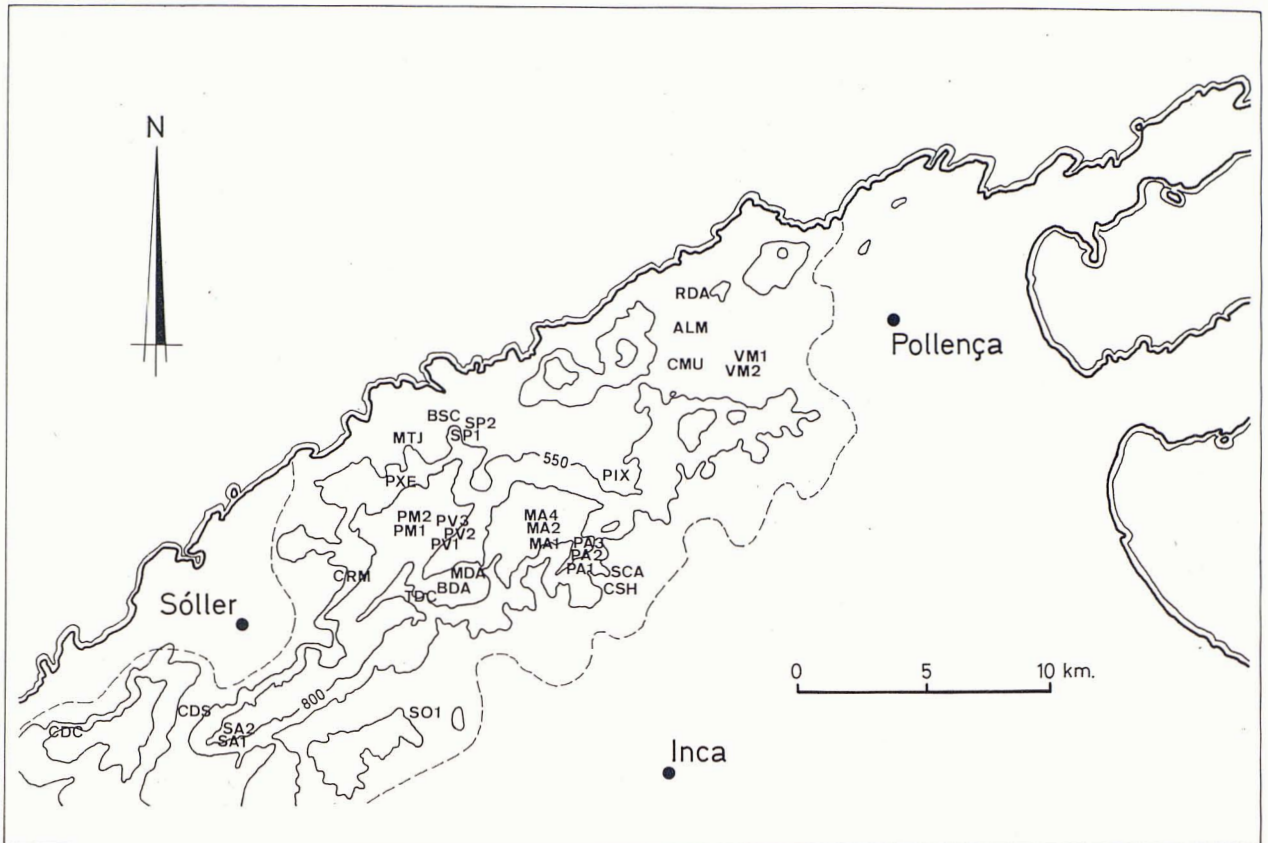 N
RDA
ALM
Pollença
CMU
VM1
VM2
BSC
SP2
MTJ
SP1
550
PIX
PXE
PM2
PV3
MA4
PM1
PV2
MA2
PV1
MA1
PA3
PA2
CRM
MDA
PA1
SCA
TDC
BDA
CSH
Sóller
0 5 10 km.
800
CDS
SO1
CDC
SA2
SA1
Inca